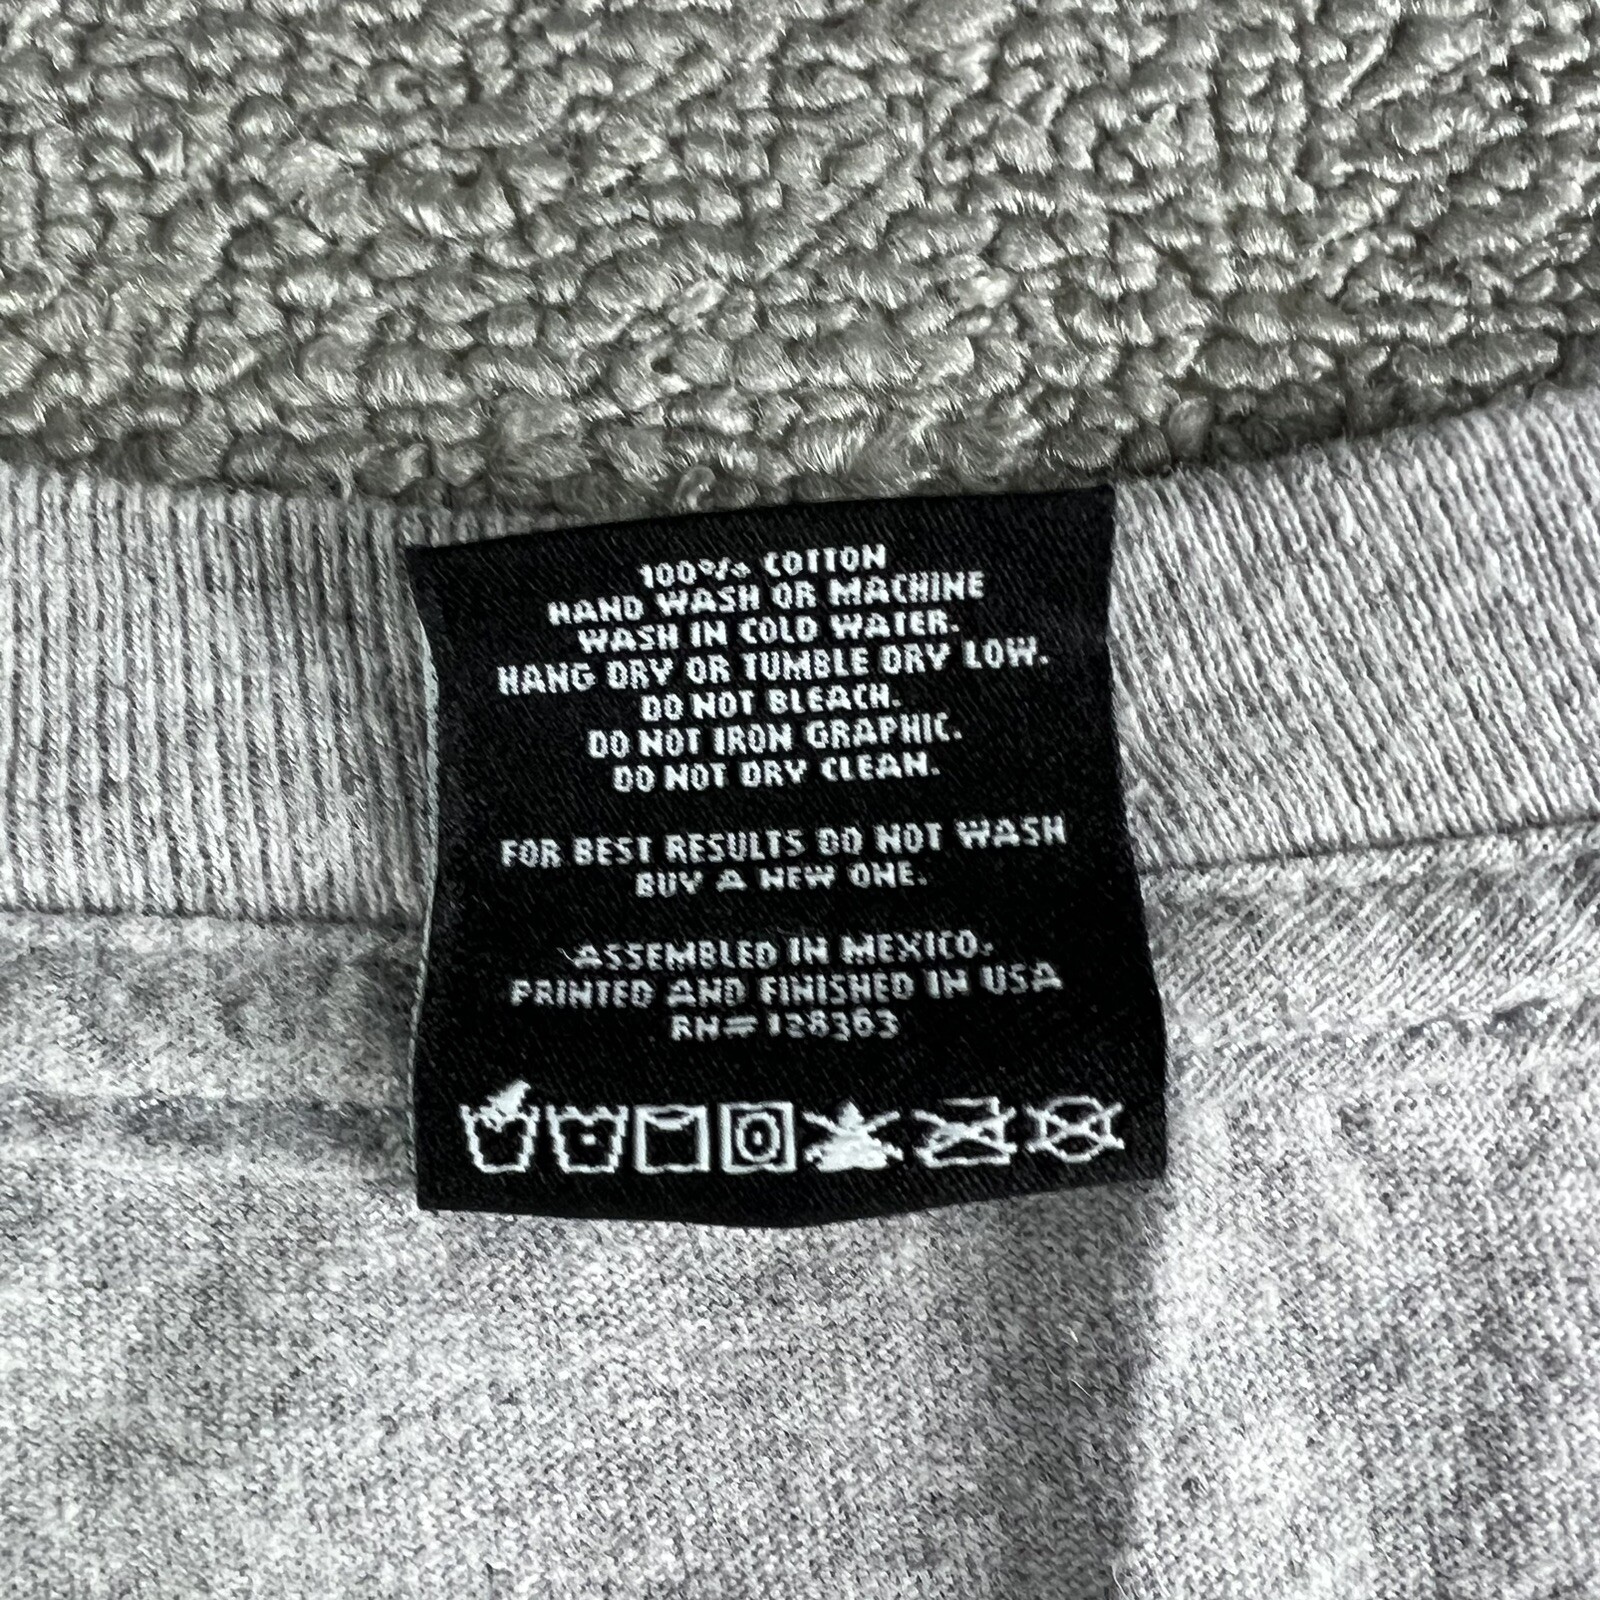 100% COTTON
HAND WASH OR MACHINE
WASH IN COLD WATER.
HANG DRY OR TUMBLE DRY LOW.
DO NOT BLEACH.
DO NOT IRON GRAPHIC.
DO NOT DRY CLEAN.
FOR BEST RESULTS DO NOT WASH
BUY A NEW ONE.
ASSEMBLED IN MEXICO.
PRINTED AND FINISHED IN USA
RN# 128363